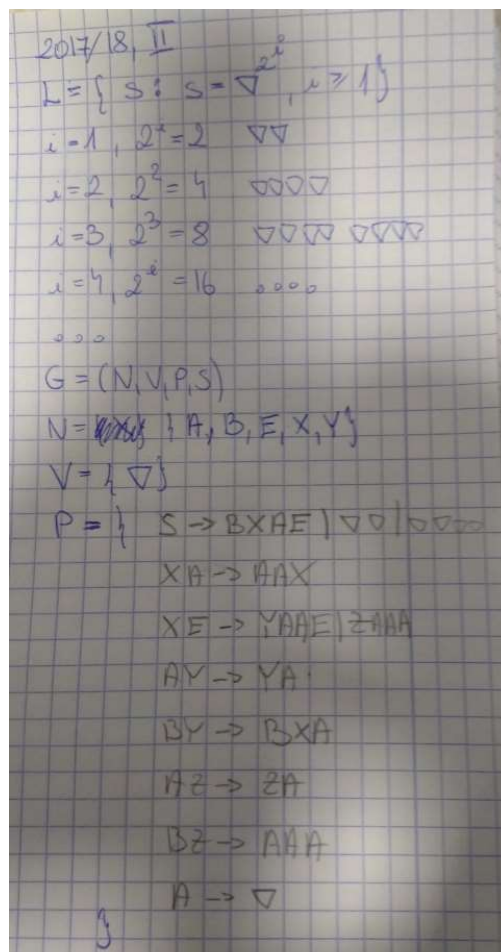 2017/18, II
L = { S : S = ∇^2^i, i ≥ 1 }
i=1, 2^1=2 ∇∇
i=2, 2^2=4 ∇∇∇∇
i=3, 2^3=8 ∇∇∇∇ ∇∇∇∇
i=4, 2^i=16 ....
...
G = (N, V, P, S)
N = { A, B, E, X, Y }
V = { ∇ }
P = { S -> BXAE | ∇∇ | ∇∇∇∇
XA -> AAX
XE -> YAAE | ZAAA
AY -> YA
BY -> BXA
AZ -> ZA
BZ -> AAA
A -> ∇
}